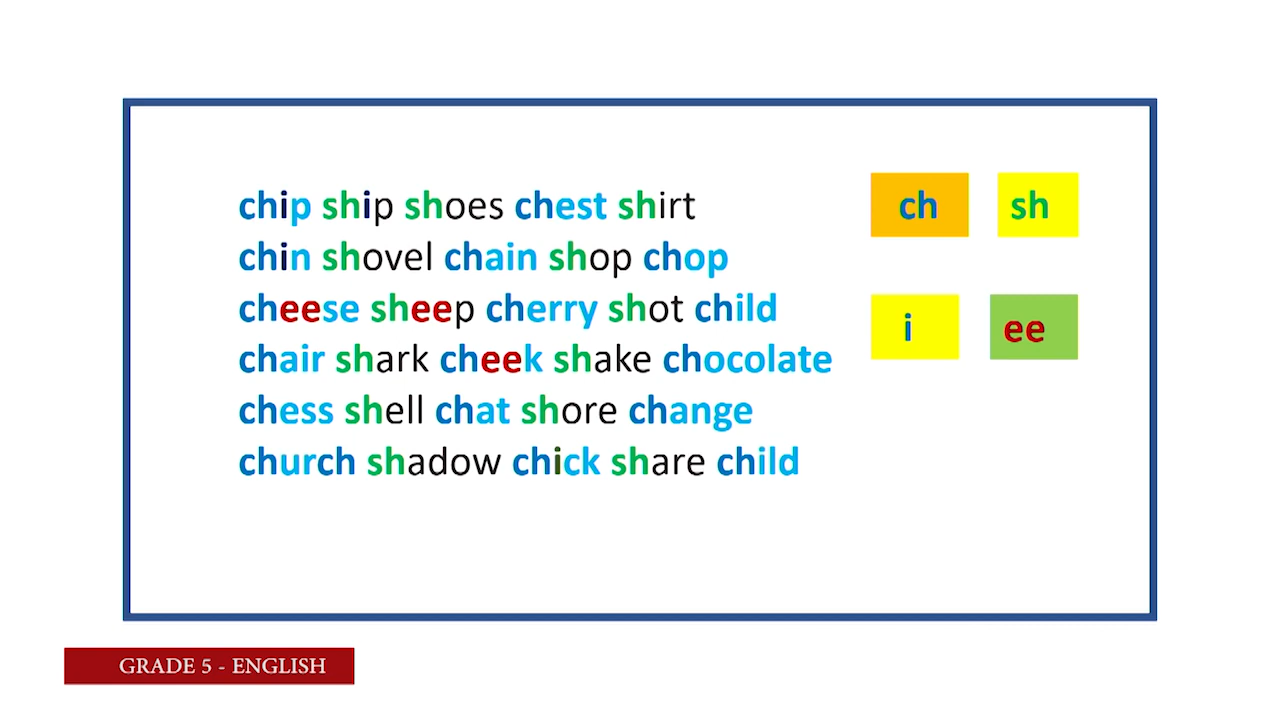 chip ship shoes chest shirt
chin shovel chain shop chop
cheese sheep cherry shot child
chair shark cheek shake chocolate
chess shell chat shore change
church shadow chick share child
ch sh
i ee
GRADE 5 - ENGLISH